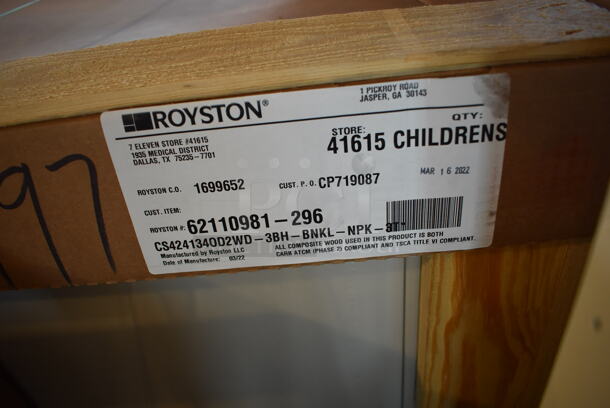 ROYSTON®
1 PICKROY ROAD
JASPER, GA 30143
7 ELEVEN STORE #41615
1935 MEDICAL DISTRICT
DALLAS, TX 75235-7701
QTY:
STORE:
41615 CHILDRENS
MAR 16 2022
ROYSTON C.O. 1699652 CUST. P.O. CP719087
CUST. ITEM:
ROYSTON #: 62110981-296
CS424134OD2WD-3BH-BNKL-NPK-3T"
Manufactured by Royston LLC
Date of Manufacture: 03/22
ALL COMPOSITE WOOD USED IN THIS PRODUCT IS BOTH
CARB ATCM (PHASE 2) COMPLIANT AND TSCA TITLE VI COMPLIANT.
97